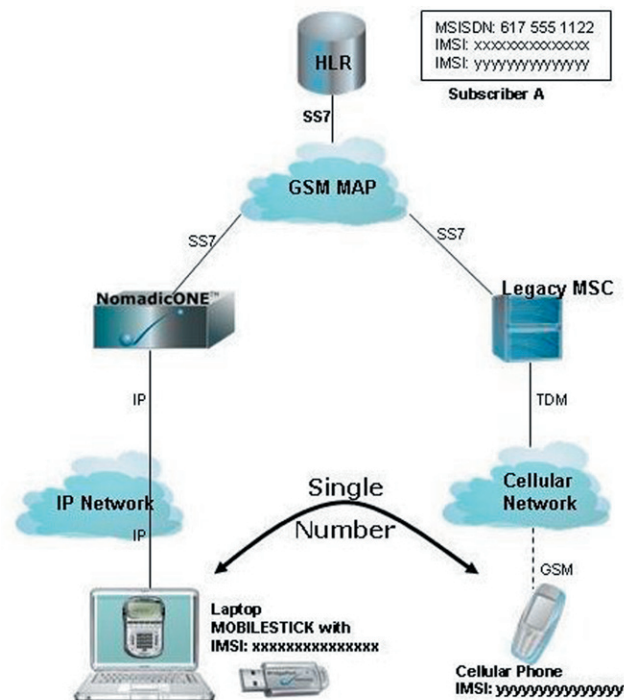 MSISDN: 617 555 1122
IMSI: xxxxxxxxxxxxxxx
IMSI: yyyyyyyyyyyyyyy
Subscriber A
HLR
SS7
GSM MAP
SS7
SS7
NomadicONE™
Legacy MSC
IP
TDM
IP Network
Cellular
Network
Single
Number
IP
GSM
Laptop
MOBILESTICK with
IMSI: xxxxxxxxxxxxxxx
Cellular Phone
IMSI: yyyyyyyyyyyyyyy